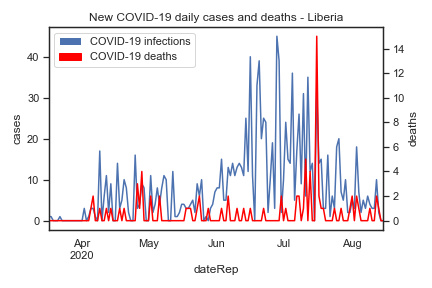 New COVID-19 daily cases and deaths - Liberia
COVID-19 infections
COVID-19 deaths
40
30
20
10
0
cases
14
12
10
8
6
4
2
0
deaths
Apr
2020
May
Jun
Jul
Aug
dateRep